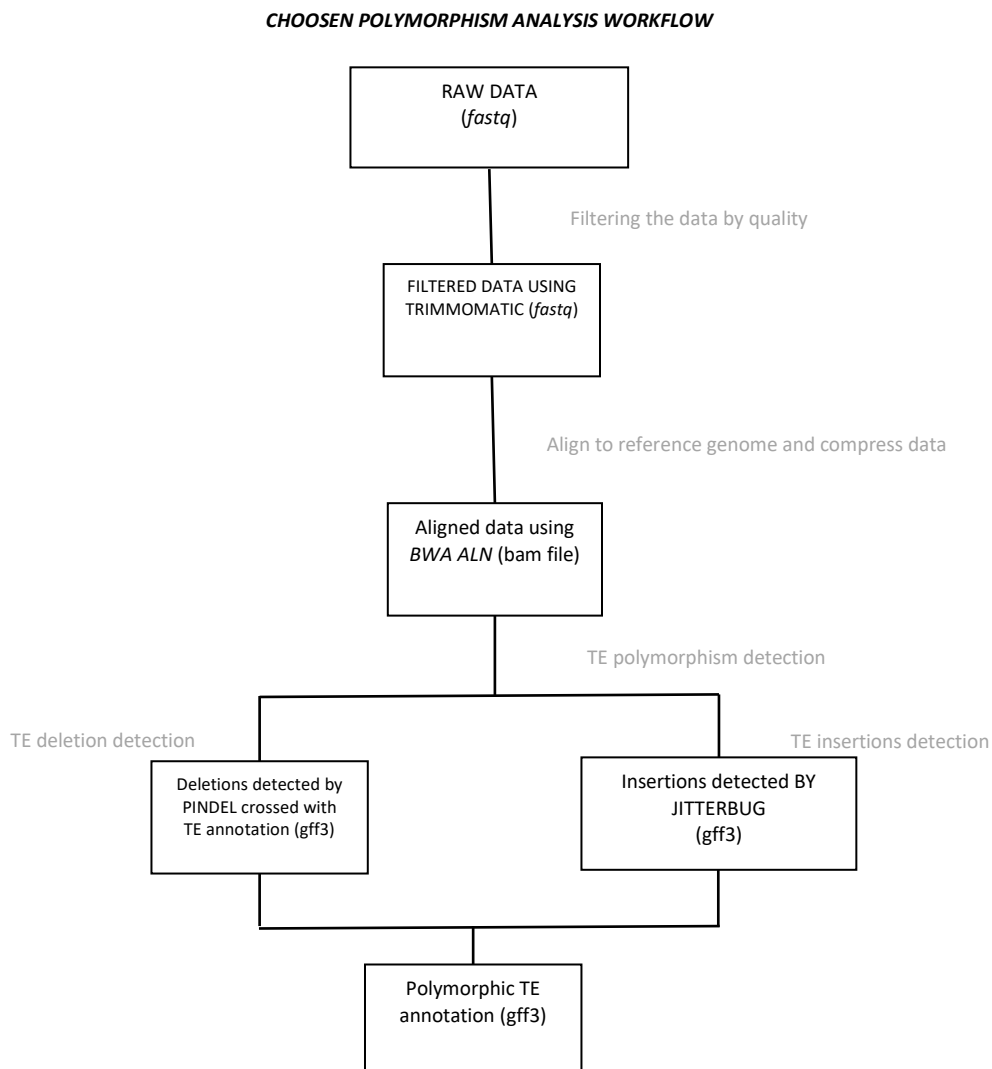 CHOOSEN POLYMORPHISM ANALYSIS WORKFLOW
RAW DATA
(fastq)
Filtering the data by quality
FILTERED DATA USING
TRIMMOMATIC (fastq)
Align to reference genome and compress data
Aligned data using
BWA ALN (bam file)
TE polymorphism detection
TE deletion detection
TE insertions detection
Deletions detected by
PINDEL crossed with
TE annotation (gff3)
Insertions detected BY
JITTERBUG
(gff3)
Polymorphic TE
annotation (gff3)